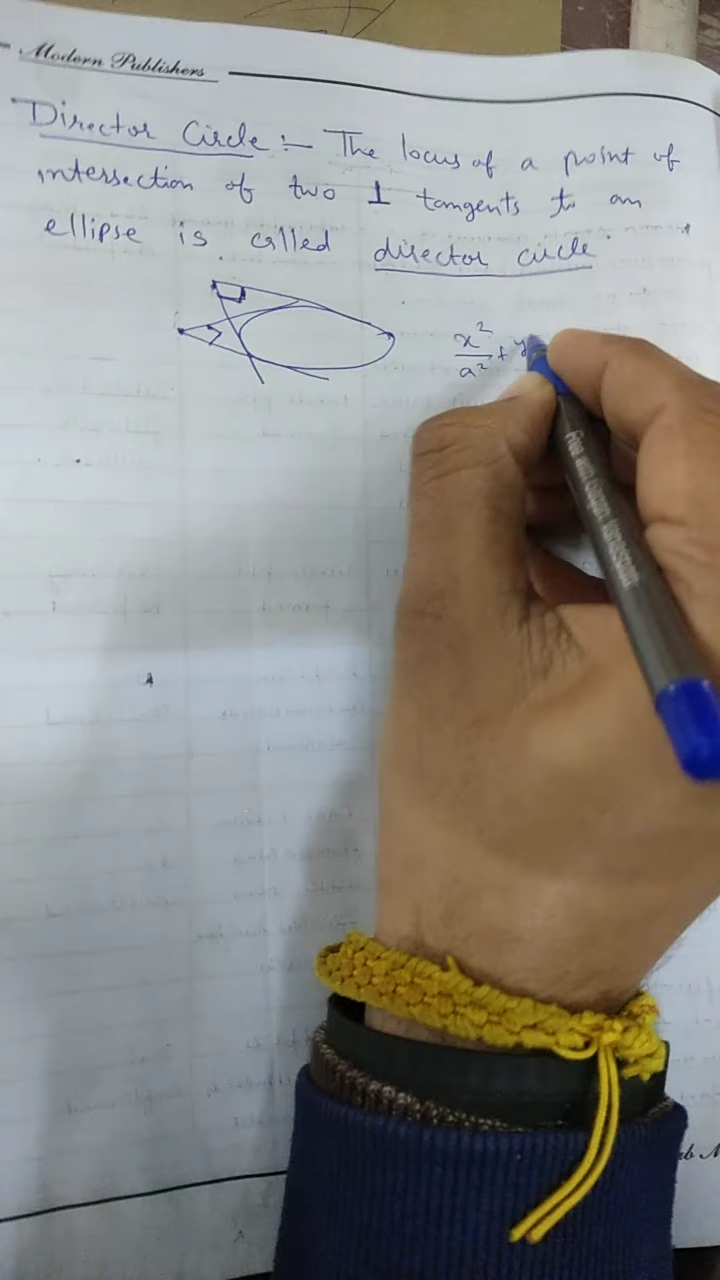 Modern Publishers
Director Circle :- The locus of a point of
interssection of two ⊥ tangents to an
ellipse is called director circle.
x²/a² + y